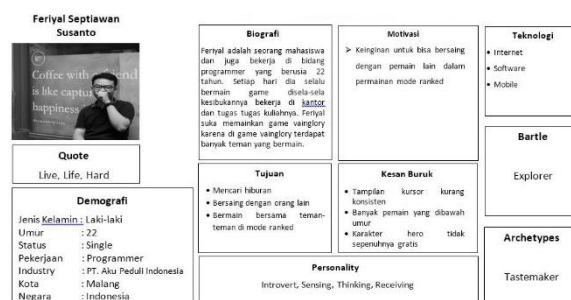 Feriyal Septiawan
Susanto
Coffee with a friend
is like capturing
happiness
Quote
Live, Life, Hard
Demografi
Jenis Kelamin : Laki-laki
Umur : 22
Status : Single
Pekerjaan : Programmer
Industry : PT. Aku Peduli Indonesia
Kota : Malang
Negara : Indonesia
Biografi
Feriyal adalah seorang mahasiswa
dan juga bekerja di bidang
programmer yang berusia 22
tahun. Setiap hari dia selalu
bermain game disela-sela
kesibukannya bekerja di kantor
dan tugas tugas kuliahnya. Feriyal
suka memainkan game vainglory
karena di game vainglory terdapat
banyak teman yang bermain.
Motivasi
➤ Keinginan untuk bisa bersaing
dengan pemain lain dalam
permainan mode ranked
Tujuan
• Mencari hiburan
• Bersaing dengan orang lain
• Bermain bersama teman-
teman di mode ranked
Kesan Buruk
• Tampilan kursor kurang
konsisten
• Banyak pemain yang dibawah
umur
• Karakter hero tidak
sepenuhnya gratis
Personality
Introvert, Sensing, Thinking, Receiving
Teknologi
• Internet
• Software
• Mobile
Bartle
Explorer
Archetypes
Tastemaker